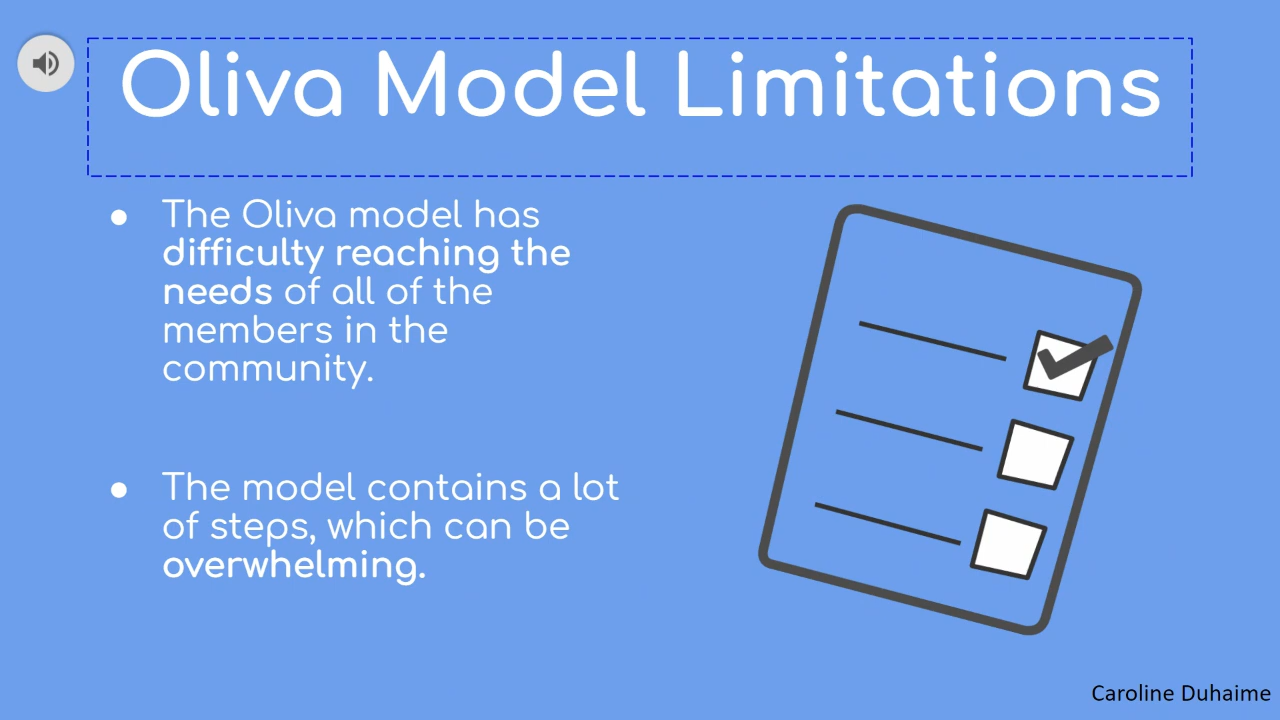 Oliva Model Limitations
● The Oliva model has
difficulty reaching the
needs of all of the
members in the
community.
● The model contains a lot
of steps, which can be
overwhelming.
Caroline Duhaime